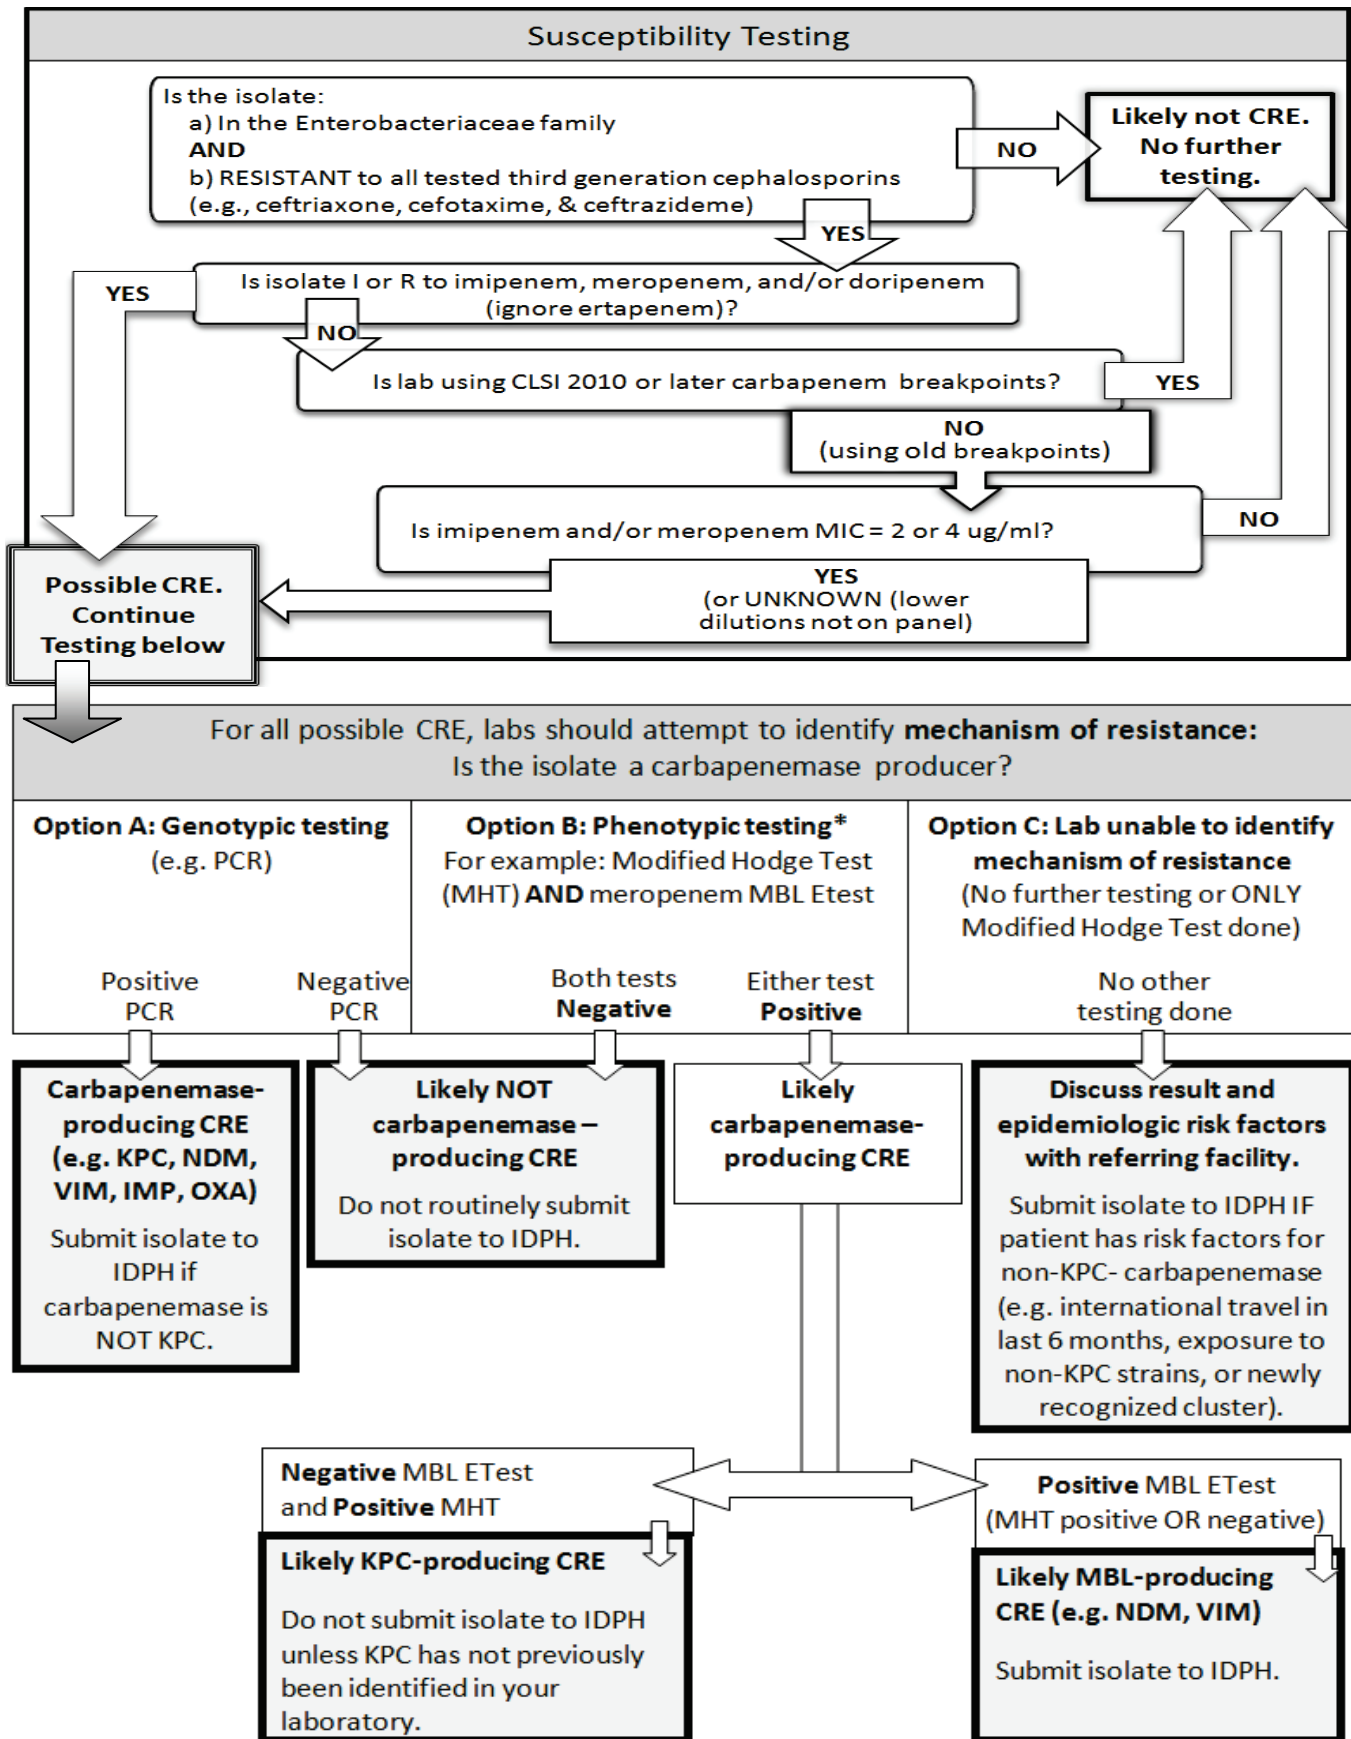 Susceptibility Testing
Is the isolate:
a) In the Enterobacteriaceae family
AND
b) RESISTANT to all tested third generation cephalosporins
(e.g., ceftriaxone, cefotaxime, & ceftrazideme)
NO
Likely not CRE.
No further
testing.
YES
Is isolate I or R to imipenem, meropenem, and/or doripenem
(ignore ertapenem)?
YES
NO
Is lab using CLSI 2010 or later carbapenem breakpoints?
YES
NO
(using old breakpoints)
Is imipenem and/or meropenem MIC = 2 or 4 ug/ml?
NO
YES
(or UNKNOWN (lower
dilutions not on panel)
Possible CRE.
Continue
Testing below
For all possible CRE, labs should attempt to identify mechanism of resistance:
Is the isolate a carbapenemase producer?
Option A: Genotypic testing
(e.g. PCR)
Positive
PCR
Negative
PCR
Option B: Phenotypic testing*
For example: Modified Hodge Test
(MHT) AND meropenem MBL Etest
Both tests
Negative
Either test
Positive
Option C: Lab unable to identify
mechanism of resistance
(No further testing or ONLY
Modified Hodge Test done)
No other
testing done
Carbapenemase-
producing CRE
(e.g. KPC, NDM,
VIM, IMP, OXA)
Submit isolate to
IDPH if
carbapenemase is
NOT KPC.
Likely NOT
carbapenemase –
producing CRE
Do not routinely submit
isolate to IDPH.
Likely
carbapenemase-
producing CRE
Discuss result and
epidemiologic risk factors
with referring facility.
Submit isolate to IDPH IF
patient has risk factors for
non-KPC- carbapenemase
(e.g. international travel in
last 6 months, exposure to
non-KPC strains, or newly
recognized cluster).
Negative MBL ETest
and Positive MHT
Likely KPC-producing CRE
Do not submit isolate to IDPH
unless KPC has not previously
been identified in your
laboratory.
Positive MBL ETest
(MHT positive OR negative)
Likely MBL-producing
CRE (e.g. NDM, VIM)
Submit isolate to IDPH.